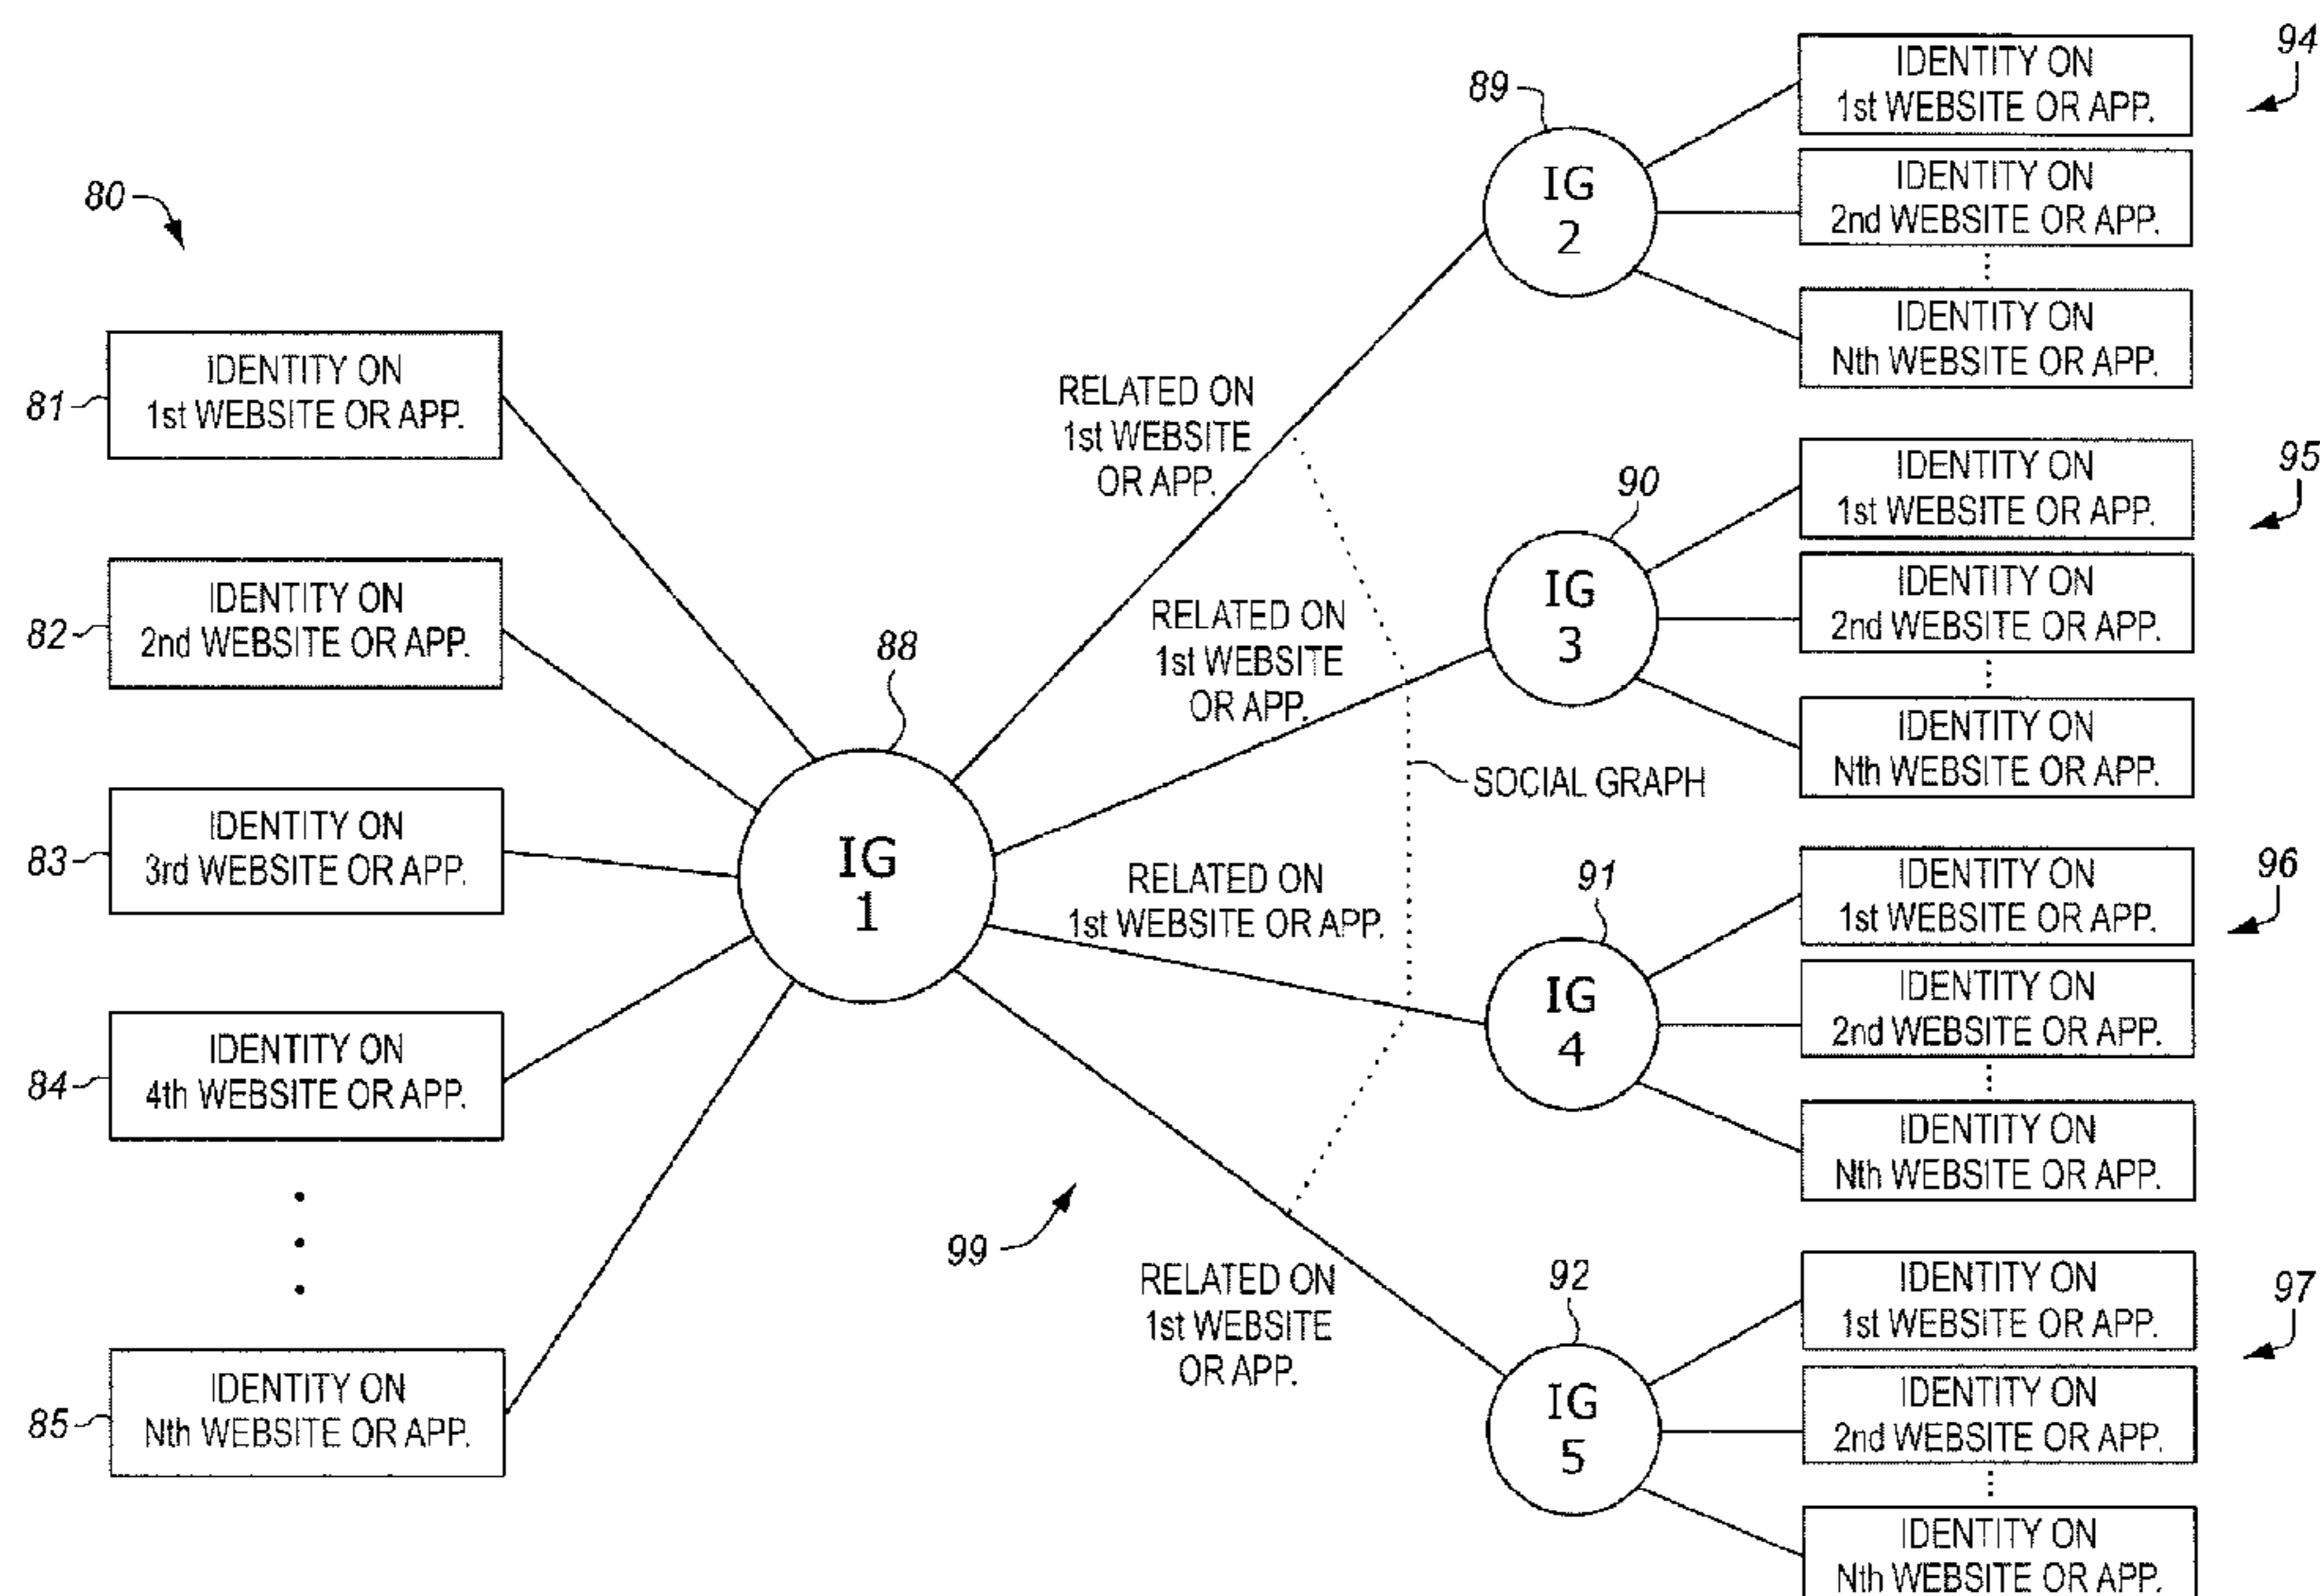 80
IDENTITY ON
1st WEBSITE OR APP.
81
IDENTITY ON
2nd WEBSITE OR APP.
82
IDENTITY ON
3rd WEBSITE OR APP.
83
IDENTITY ON
4th WEBSITE OR APP.
84
IDENTITY ON
Nth WEBSITE OR APP.
85
88
IG
1
RELATED ON
1st WEBSITE
OR APP.
RELATED ON
1st WEBSITE
OR APP.
RELATED ON
1st WEBSITE OR APP.
RELATED ON
1st WEBSITE
OR APP.
SOCIAL GRAPH
99
89
IG
2
IDENTITY ON
1st WEBSITE OR APP.
IDENTITY ON
2nd WEBSITE OR APP.
IDENTITY ON
Nth WEBSITE OR APP.
94
90
IG
3
IDENTITY ON
1st WEBSITE OR APP.
IDENTITY ON
2nd WEBSITE OR APP.
IDENTITY ON
Nth WEBSITE OR APP.
95
91
IG
4
IDENTITY ON
1st WEBSITE OR APP.
IDENTITY ON
2nd WEBSITE OR APP.
IDENTITY ON
Nth WEBSITE OR APP.
96
92
IG
5
IDENTITY ON
1st WEBSITE OR APP.
IDENTITY ON
2nd WEBSITE OR APP.
IDENTITY ON
Nth WEBSITE OR APP.
97